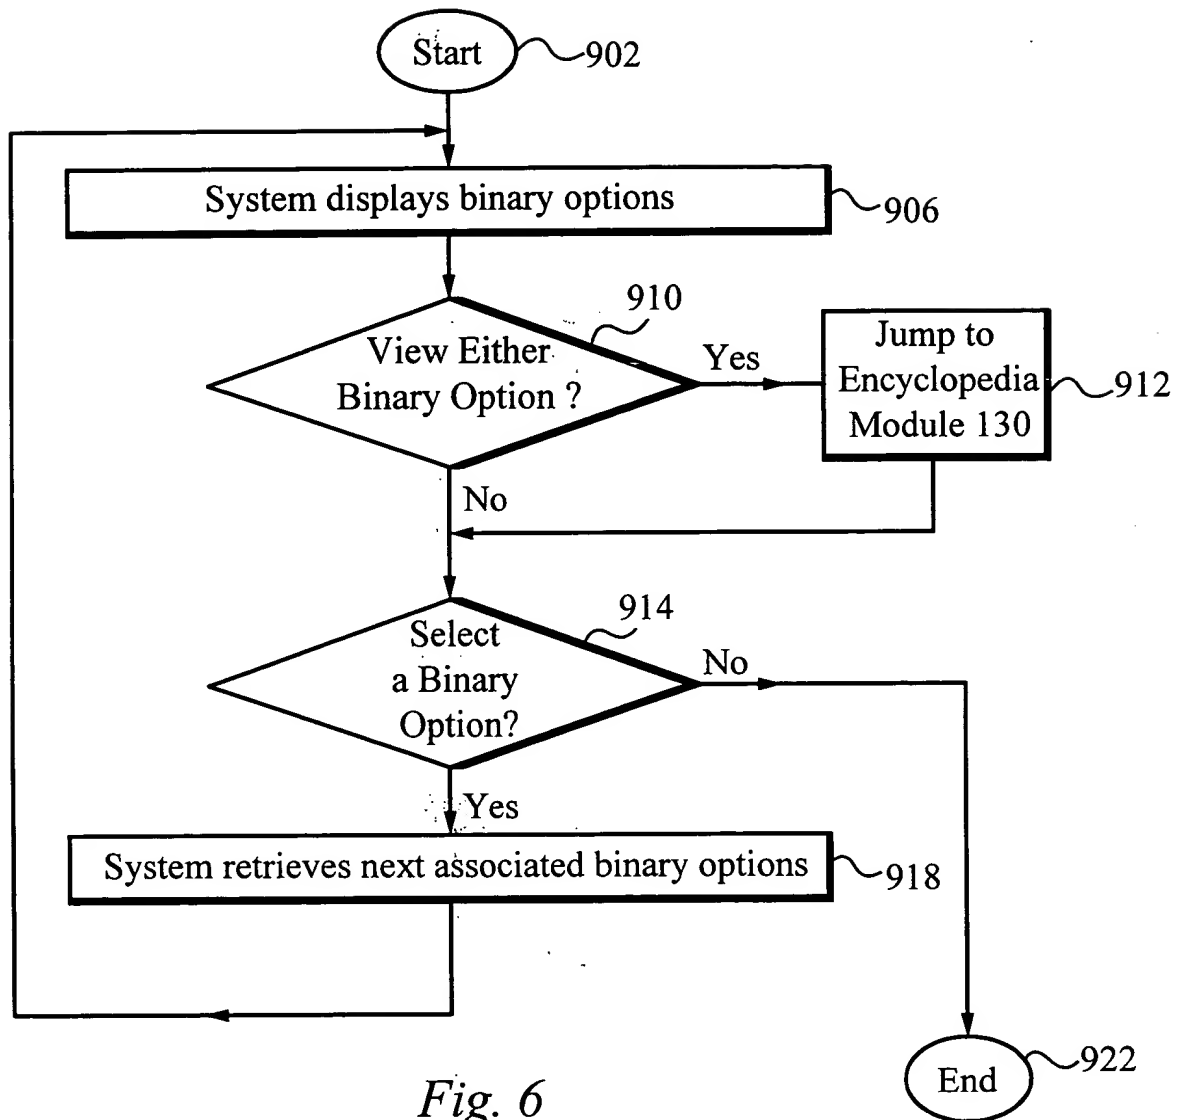 Start
902
System displays binary options
906
910
View Either
Binary Option ?
Yes
Jump to
Encyclopedia
Module 130
912
No
914
Select
a Binary
Option?
No
Yes
System retrieves next associated binary options
918
End
922
Fig. 6